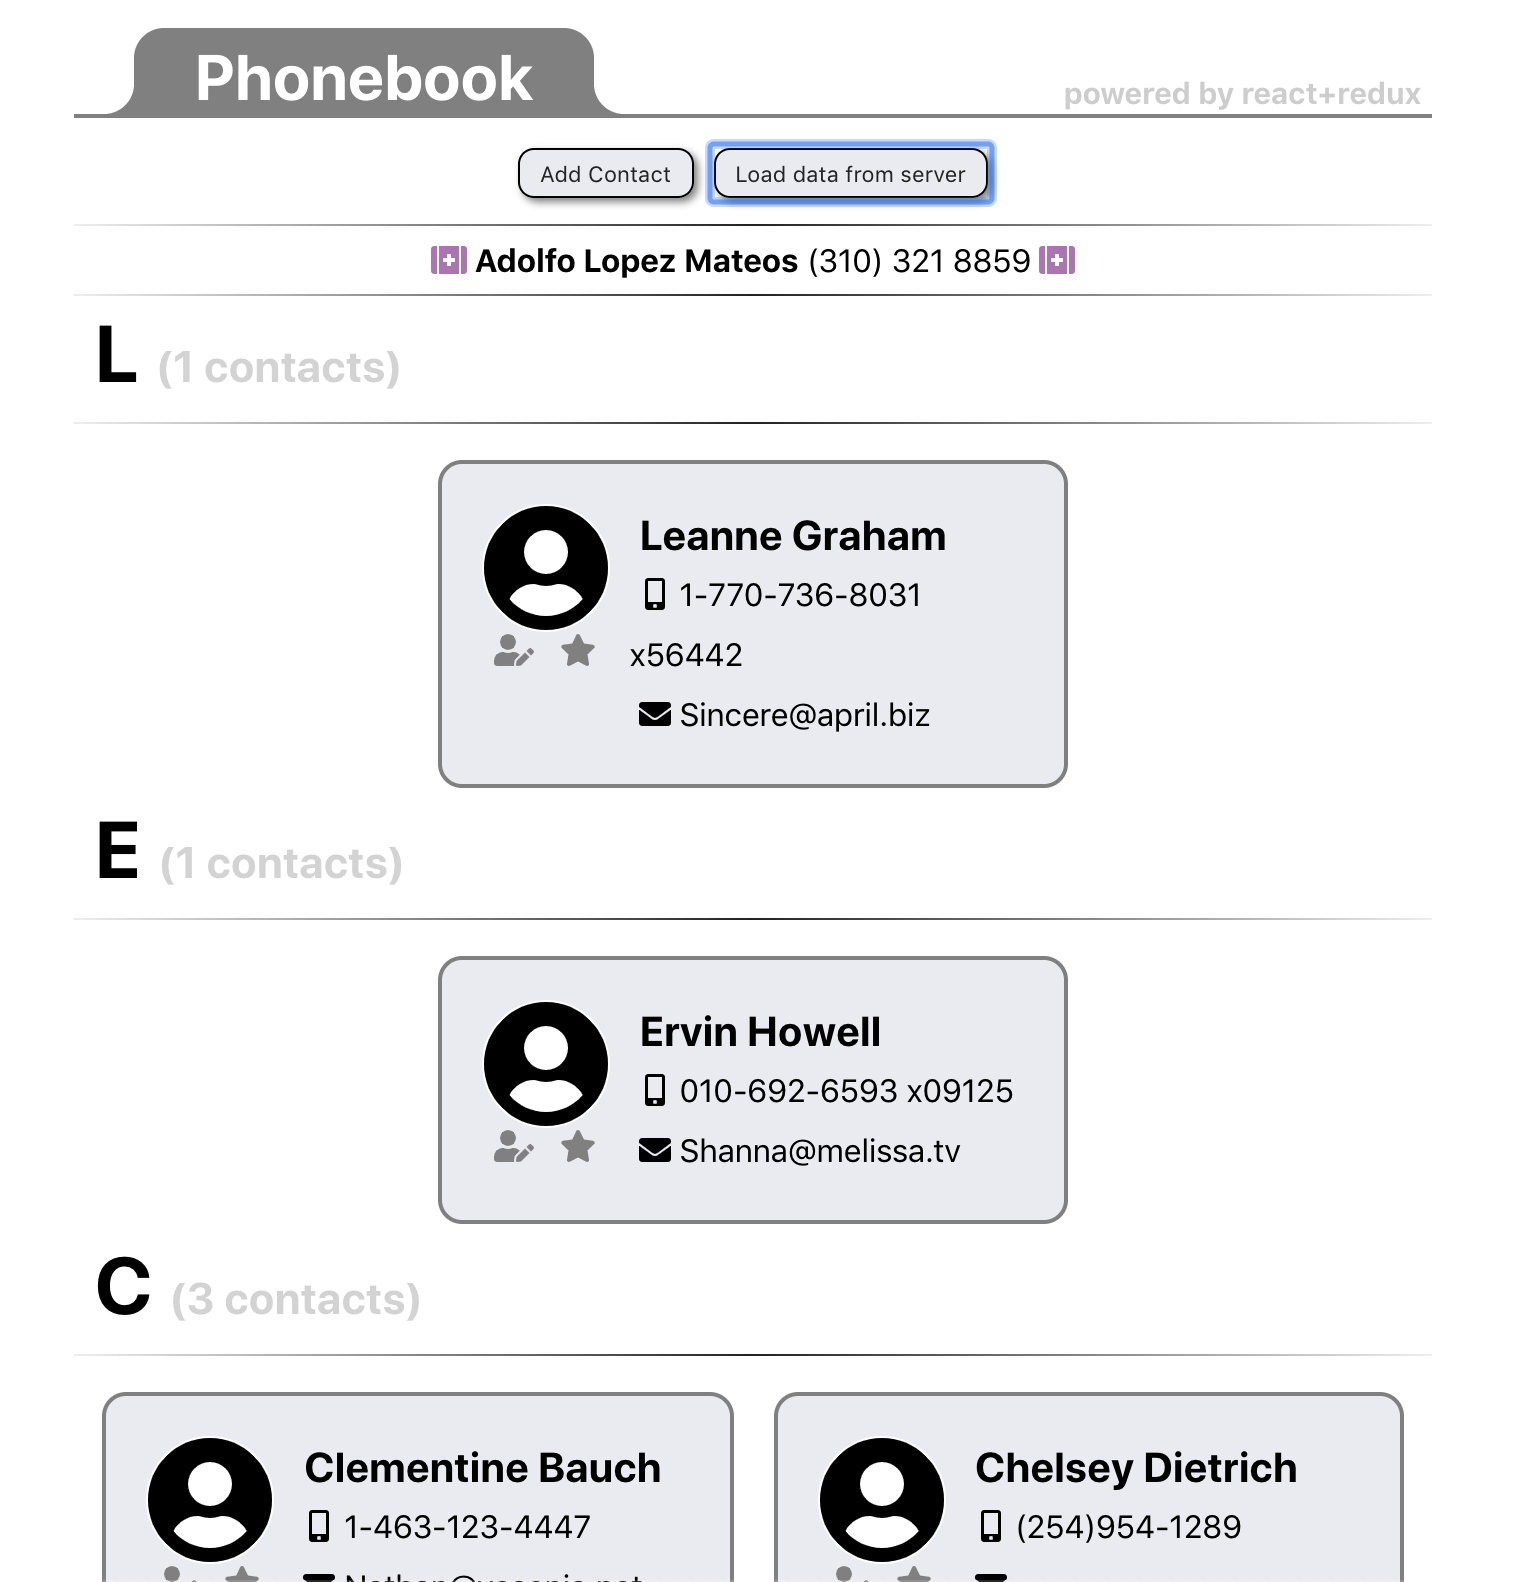 Phonebook
powered by react+redux
Add Contact
Load data from server
Adolfo Lopez Mateos (310) 321 8859
L (1 contacts)
Leanne Graham
1-770-736-8031
x56442
Sincere@april.biz
E (1 contacts)
Ervin Howell
010-692-6593 x09125
Shanna@melissa.tv
C (3 contacts)
Clementine Bauch
1-463-123-4447
Chelsey Dietrich
(254)954-1289